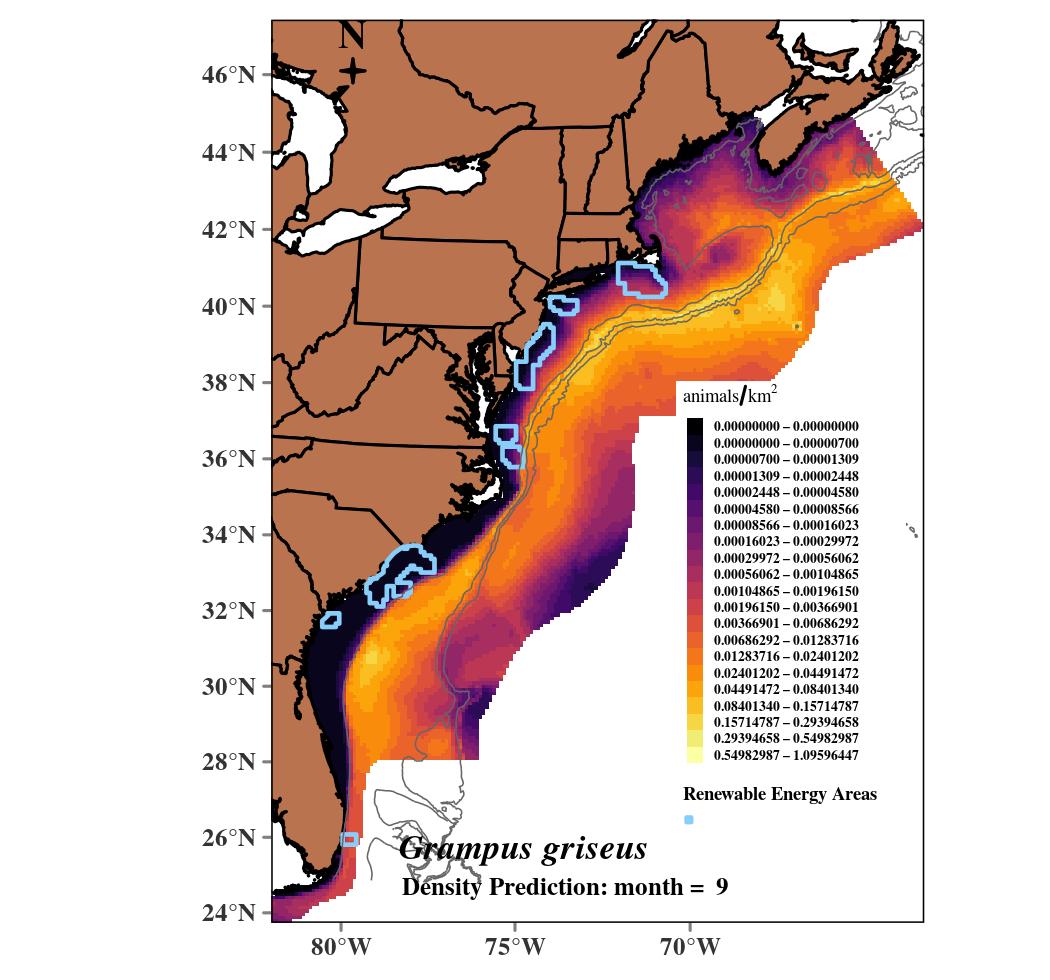 N
46°N
44°N
42°N
40°N
38°N
36°N
34°N
32°N
30°N
28°N
26°N
24°N
80°W 75°W 70°W
animals/km2
0.00000000 – 0.00000000
0.00000000 – 0.00000700
0.00000700 – 0.00001309
0.00001309 – 0.00002448
0.00002448 – 0.00004580
0.00004580 – 0.00008566
0.00008566 – 0.00016023
0.00016023 – 0.00029972
0.00029972 – 0.00056062
0.00056062 – 0.00104865
0.00104865 – 0.00196150
0.00196150 – 0.00366901
0.00366901 – 0.00686292
0.00686292 – 0.01283716
0.01283716 – 0.02401202
0.02401202 – 0.04491472
0.04491472 – 0.08401340
0.08401340 – 0.15714787
0.15714787 – 0.29394658
0.29394658 – 0.54982987
0.54982987 – 1.09596447
Renewable Energy Areas
Grampus griseus
Density Prediction: month = 9